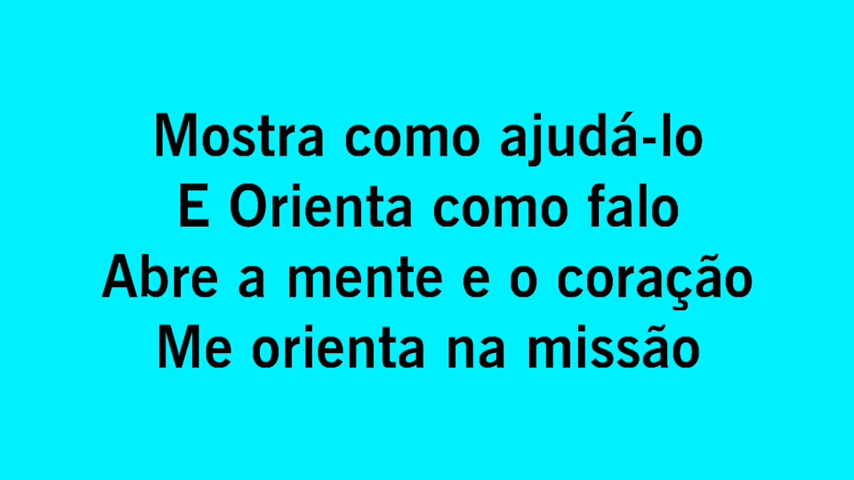 Mostra como ajudá-lo
E Orienta como falo
Abre a mente e o coração
Me orienta na missão